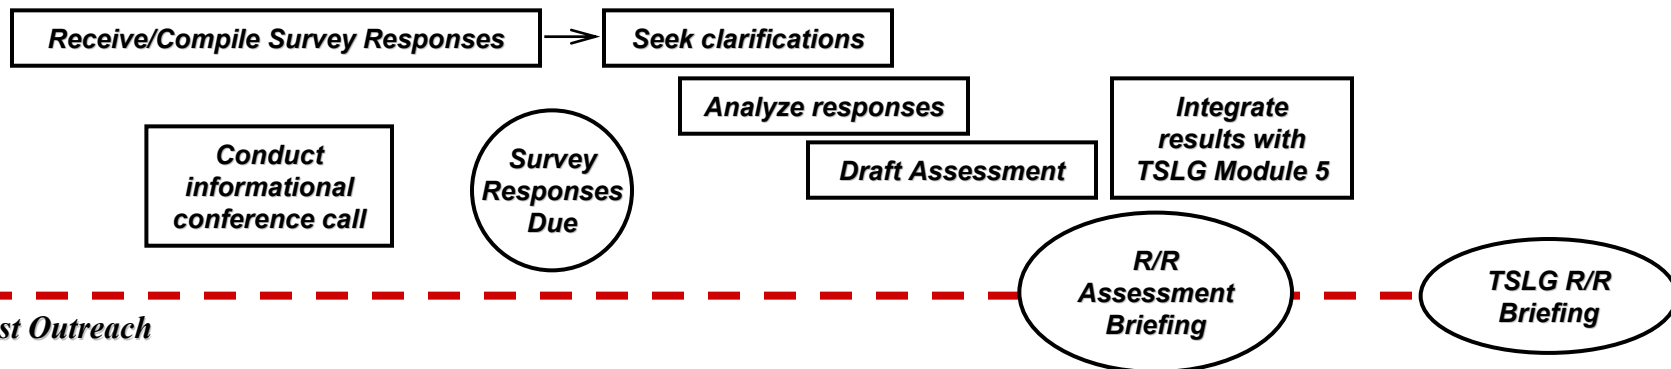 Receive/Compile Survey Responses
Seek clarifications
Analyze responses
Integrate
results with
TSLG Module 5
Conduct
informational
conference call
Survey
Responses
Due
Draft Assessment
R/R
Assessment
Briefing
TSLG R/R
Briefing
st Outreach